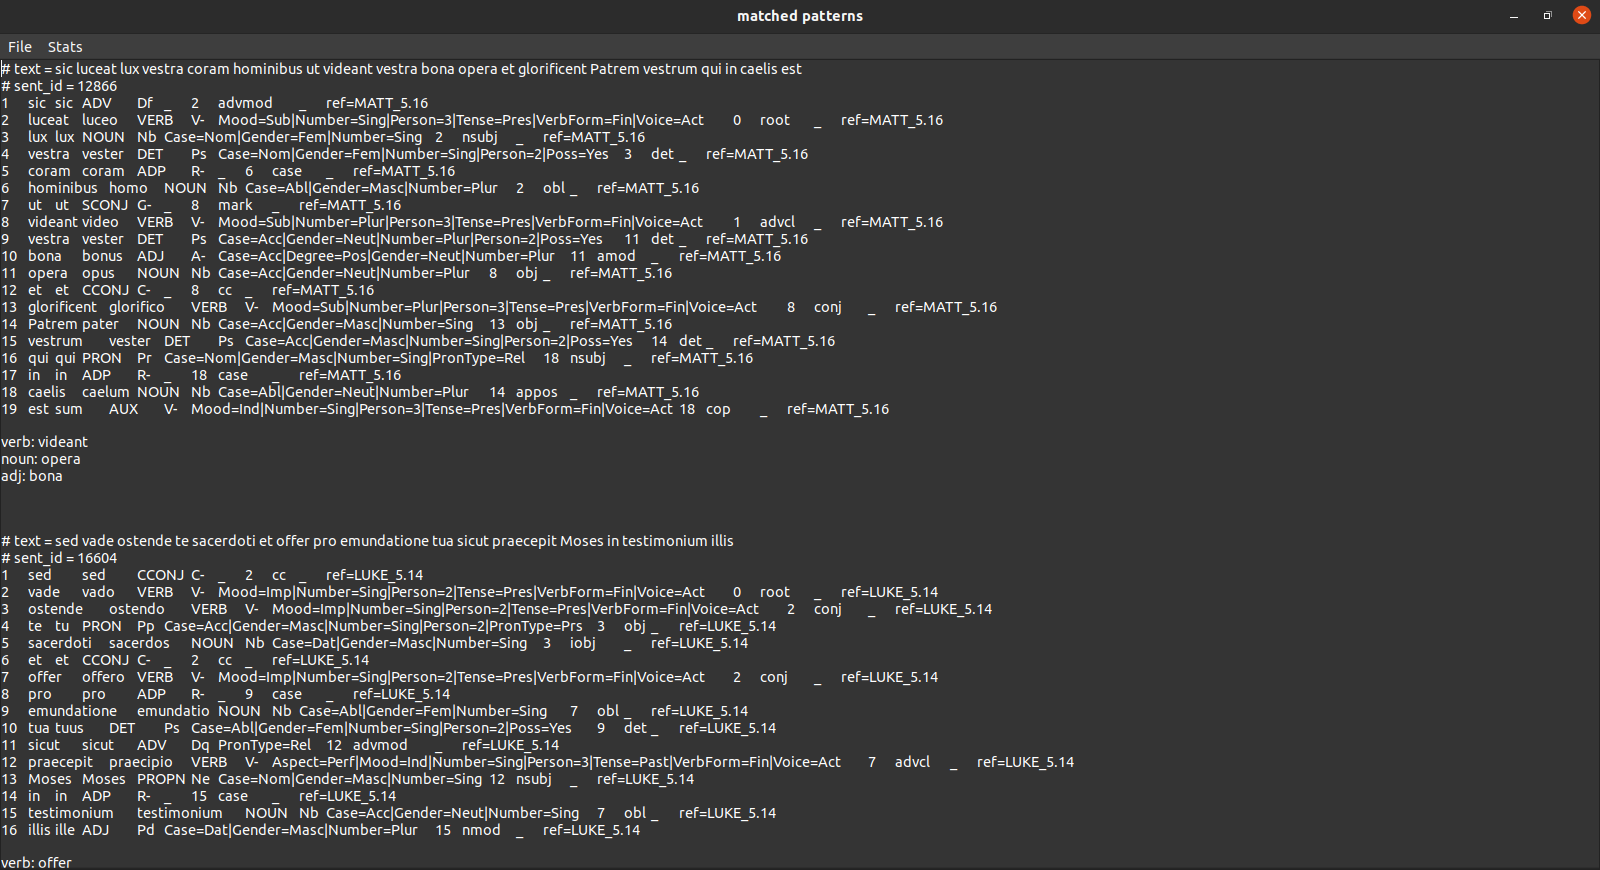 matched patterns
File Stats
# text = sic luceat lux vestra coram hominibus ut videant vestra bona opera et glorificent Patrem vestrum qui in caelis est
# sent_id = 12866
1 sic sic ADV Df _ 2 advmod _ ref=MATT_5.16
2 luceat luceo VERB V- Mood=Sub|Number=Sing|Person=3|Tense=Pres|VerbForm=Fin|Voice=Act 0 root _ ref=MATT_5.16
3 lux lux NOUN Nb Case=Nom|Gender=Fem|Number=Sing 2 nsubj _ ref=MATT_5.16
4 vestra vester DET Ps Case=Nom|Gender=Fem|Number=Sing|Person=2|Poss=Yes 3 det _ ref=MATT_5.16
5 coram coram ADP R- _ 6 case _ ref=MATT_5.16
6 hominibus homo NOUN Nb Case=Abl|Gender=Masc|Number=Plur 2 obl _ ref=MATT_5.16
7 ut ut SCONJ G- _ 8 mark _ ref=MATT_5.16
8 videant video VERB V- Mood=Sub|Number=Plur|Person=3|Tense=Pres|VerbForm=Fin|Voice=Act 1 advcl _ ref=MATT_5.16
9 vestra vester DET Ps Case=Acc|Gender=Neut|Number=Plur|Person=2|Poss=Yes 11 det _ ref=MATT_5.16
10 bona bonus ADJ A- Case=Acc|Degree=Pos|Gender=Neut|Number=Plur 11 amod _ ref=MATT_5.16
11 opera opus NOUN Nb Case=Acc|Gender=Neut|Number=Plur 8 obj _ ref=MATT_5.16
12 et et CCONJ C- _ 8 cc _ ref=MATT_5.16
13 glorificent glorifico VERB V- Mood=Sub|Number=Plur|Person=3|Tense=Pres|VerbForm=Fin|Voice=Act 8 conj _ ref=MATT_5.16
14 Patrem pater NOUN Nb Case=Acc|Gender=Masc|Number=Sing 13 obj _ ref=MATT_5.16
15 vestrum vester DET Ps Case=Acc|Gender=Masc|Number=Sing|Person=2|Poss=Yes 14 det _ ref=MATT_5.16
16 qui qui PRON Pr Case=Nom|Gender=Masc|Number=Sing|PronType=Rel 18 nsubj _ ref=MATT_5.16
17 in in ADP R- _ 18 case _ ref=MATT_5.16
18 caelis caelum NOUN Nb Case=Abl|Gender=Neut|Number=Plur 14 appos _ ref=MATT_5.16
19 est sum AUX V- Mood=Ind|Number=Sing|Person=3|Tense=Pres|VerbForm=Fin|Voice=Act 18 cop _ ref=MATT_5.16
verb: videant
noun: opera
adj: bona
# text = sed vade ostende te sacerdoti et offer pro emundatione tua sicut praecepit Moses in testimonium illis
# sent_id = 16604
1 sed sed CCONJ C- _ 2 cc _ ref=LUKE_5.14
2 vade vado VERB V- Mood=Imp|Number=Sing|Person=2|Tense=Pres|VerbForm=Fin|Voice=Act 0 root _ ref=LUKE_5.14
3 ostende ostendo VERB V- Mood=Imp|Number=Sing|Person=2|Tense=Pres|VerbForm=Fin|Voice=Act 2 conj _ ref=LUKE_5.14
4 te tu PRON Pp Case=Acc|Gender=Masc|Number=Sing|Person=2|PronType=Prs 3 obj _ ref=LUKE_5.14
5 sacerdoti sacerdos NOUN Nb Case=Dat|Gender=Masc|Number=Sing 3 iobj _ ref=LUKE_5.14
6 et et CCONJ C- _ 2 cc _ ref=LUKE_5.14
7 offer offero VERB V- Mood=Imp|Number=Sing|Person=2|Tense=Pres|VerbForm=Fin|Voice=Act 2 conj _ ref=LUKE_5.14
8 pro pro ADP R- _ 9 case _ ref=LUKE_5.14
9 emundatione emundatio NOUN Nb Case=Abl|Gender=Fem|Number=Sing 7 obl _ ref=LUKE_5.14
10 tua tuus DET Ps Case=Abl|Gender=Fem|Number=Sing|Person=2|Poss=Yes 9 det _ ref=LUKE_5.14
11 sicut sicut ADV Dq PronType=Rel 12 advmod _ ref=LUKE_5.14
12 praecepit praecipio VERB V- Aspect=Perf|Mood=Ind|Number=Sing|Person=3|Tense=Past|VerbForm=Fin|Voice=Act 7 advcl _ ref=LUKE_5.14
13 Moses Moses PROPN Ne Case=Nom|Gender=Masc|Number=Sing 12 nsubj _ ref=LUKE_5.14
14 in in ADP R- _ 15 case _ ref=LUKE_5.14
15 testimonium testimonium NOUN Nb Case=Acc|Gender=Neut|Number=Sing 7 obl _ ref=LUKE_5.14
16 illis ille ADJ Pd Case=Dat|Gender=Masc|Number=Plur 15 nmod _ ref=LUKE_5.14
verb: offer